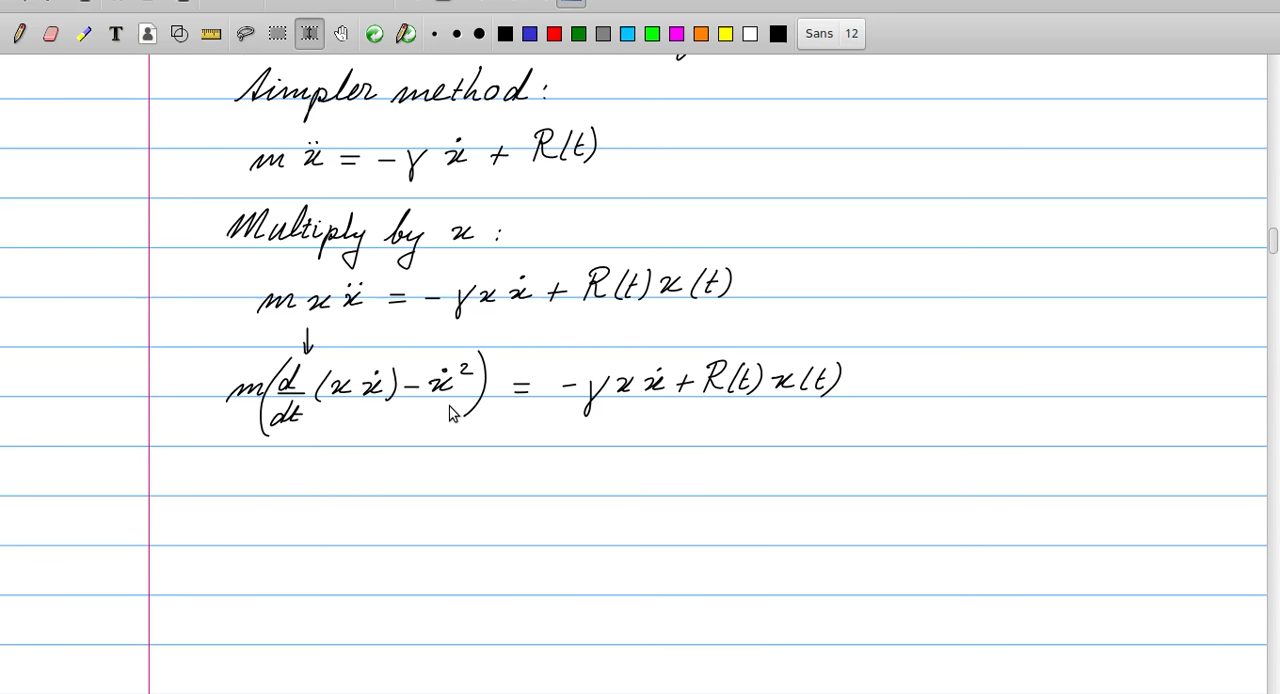 Sans 12
Simpler method:
m ẍ = -γ ẋ + R(t)
Multiply by x:
m x ẍ = -γ x ẋ + R(t) x(t)
↓
m(d/dt (x ẋ) - ẋ²) = -γ x ẋ + R(t) x(t)